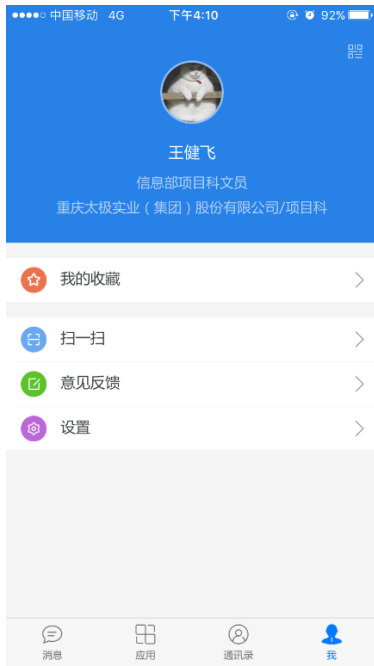 中国移动 4G 下午4:10 92%
王健飞
信息部项目科文员
重庆太极实业（集团）股份有限公司/项目科
我的收藏
扫一扫
意见反馈
设置
消息 应用 通讯录 我